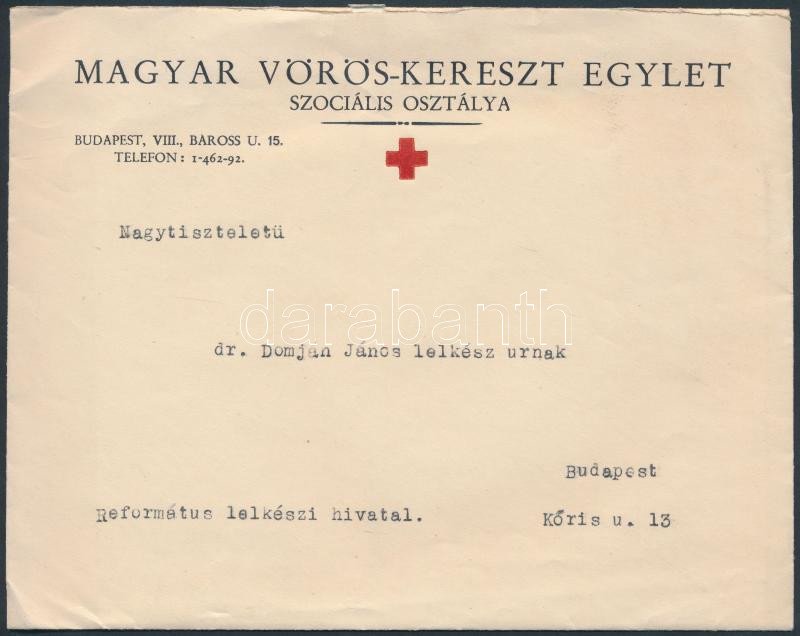 MAGYAR VÖRÖS-KERESZT EGYLET
SZOCIÁLIS OSZTÁLYA
BUDAPEST, VIII., BAROSS U. 15.
TELEFON: 1-462-92.
Nagytiszteletü
darabanth
dr. Domján János lelkész urnak
Budapest
Református lelkészi hivatal.
Kőris u. 13